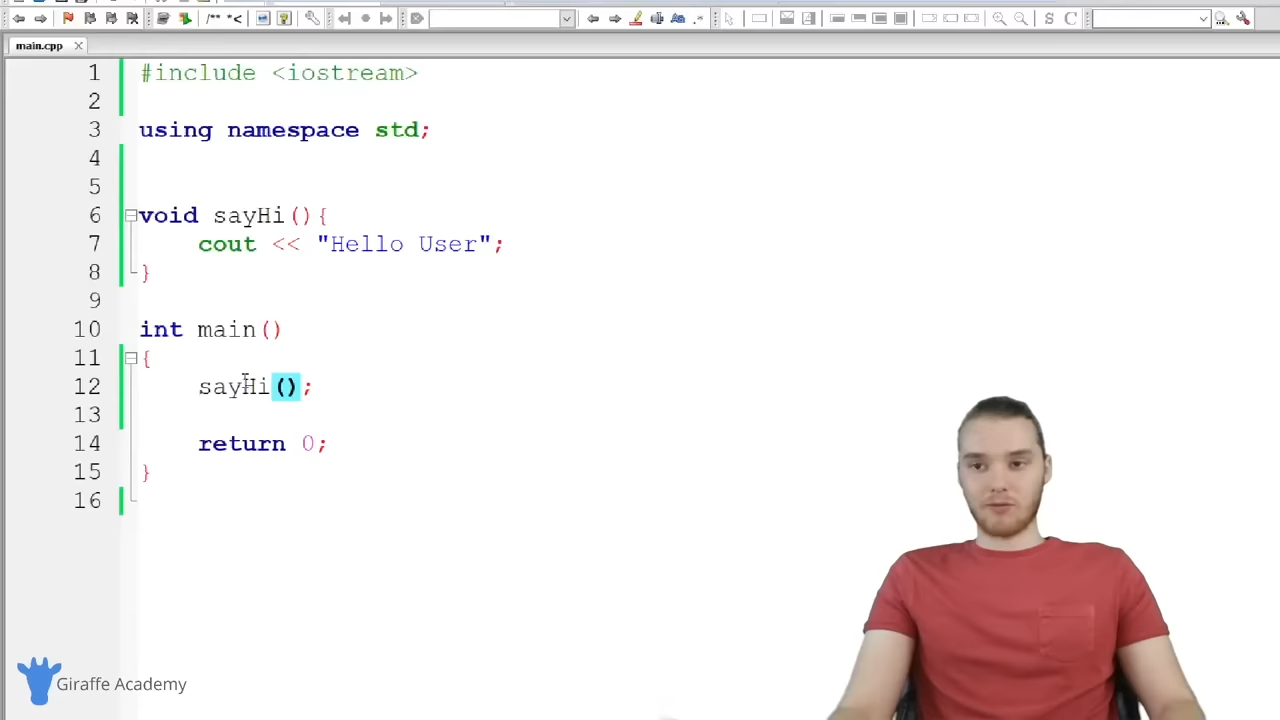 /** *<
main.cpp
1 #include <iostream>
2
3 using namespace std;
4
5
6 void sayHi(){
7 cout << "Hello User";
8 }
9
10 int main()
11 {
12 sayHi();
13
14 return 0;
15 }
16
Giraffe Academy